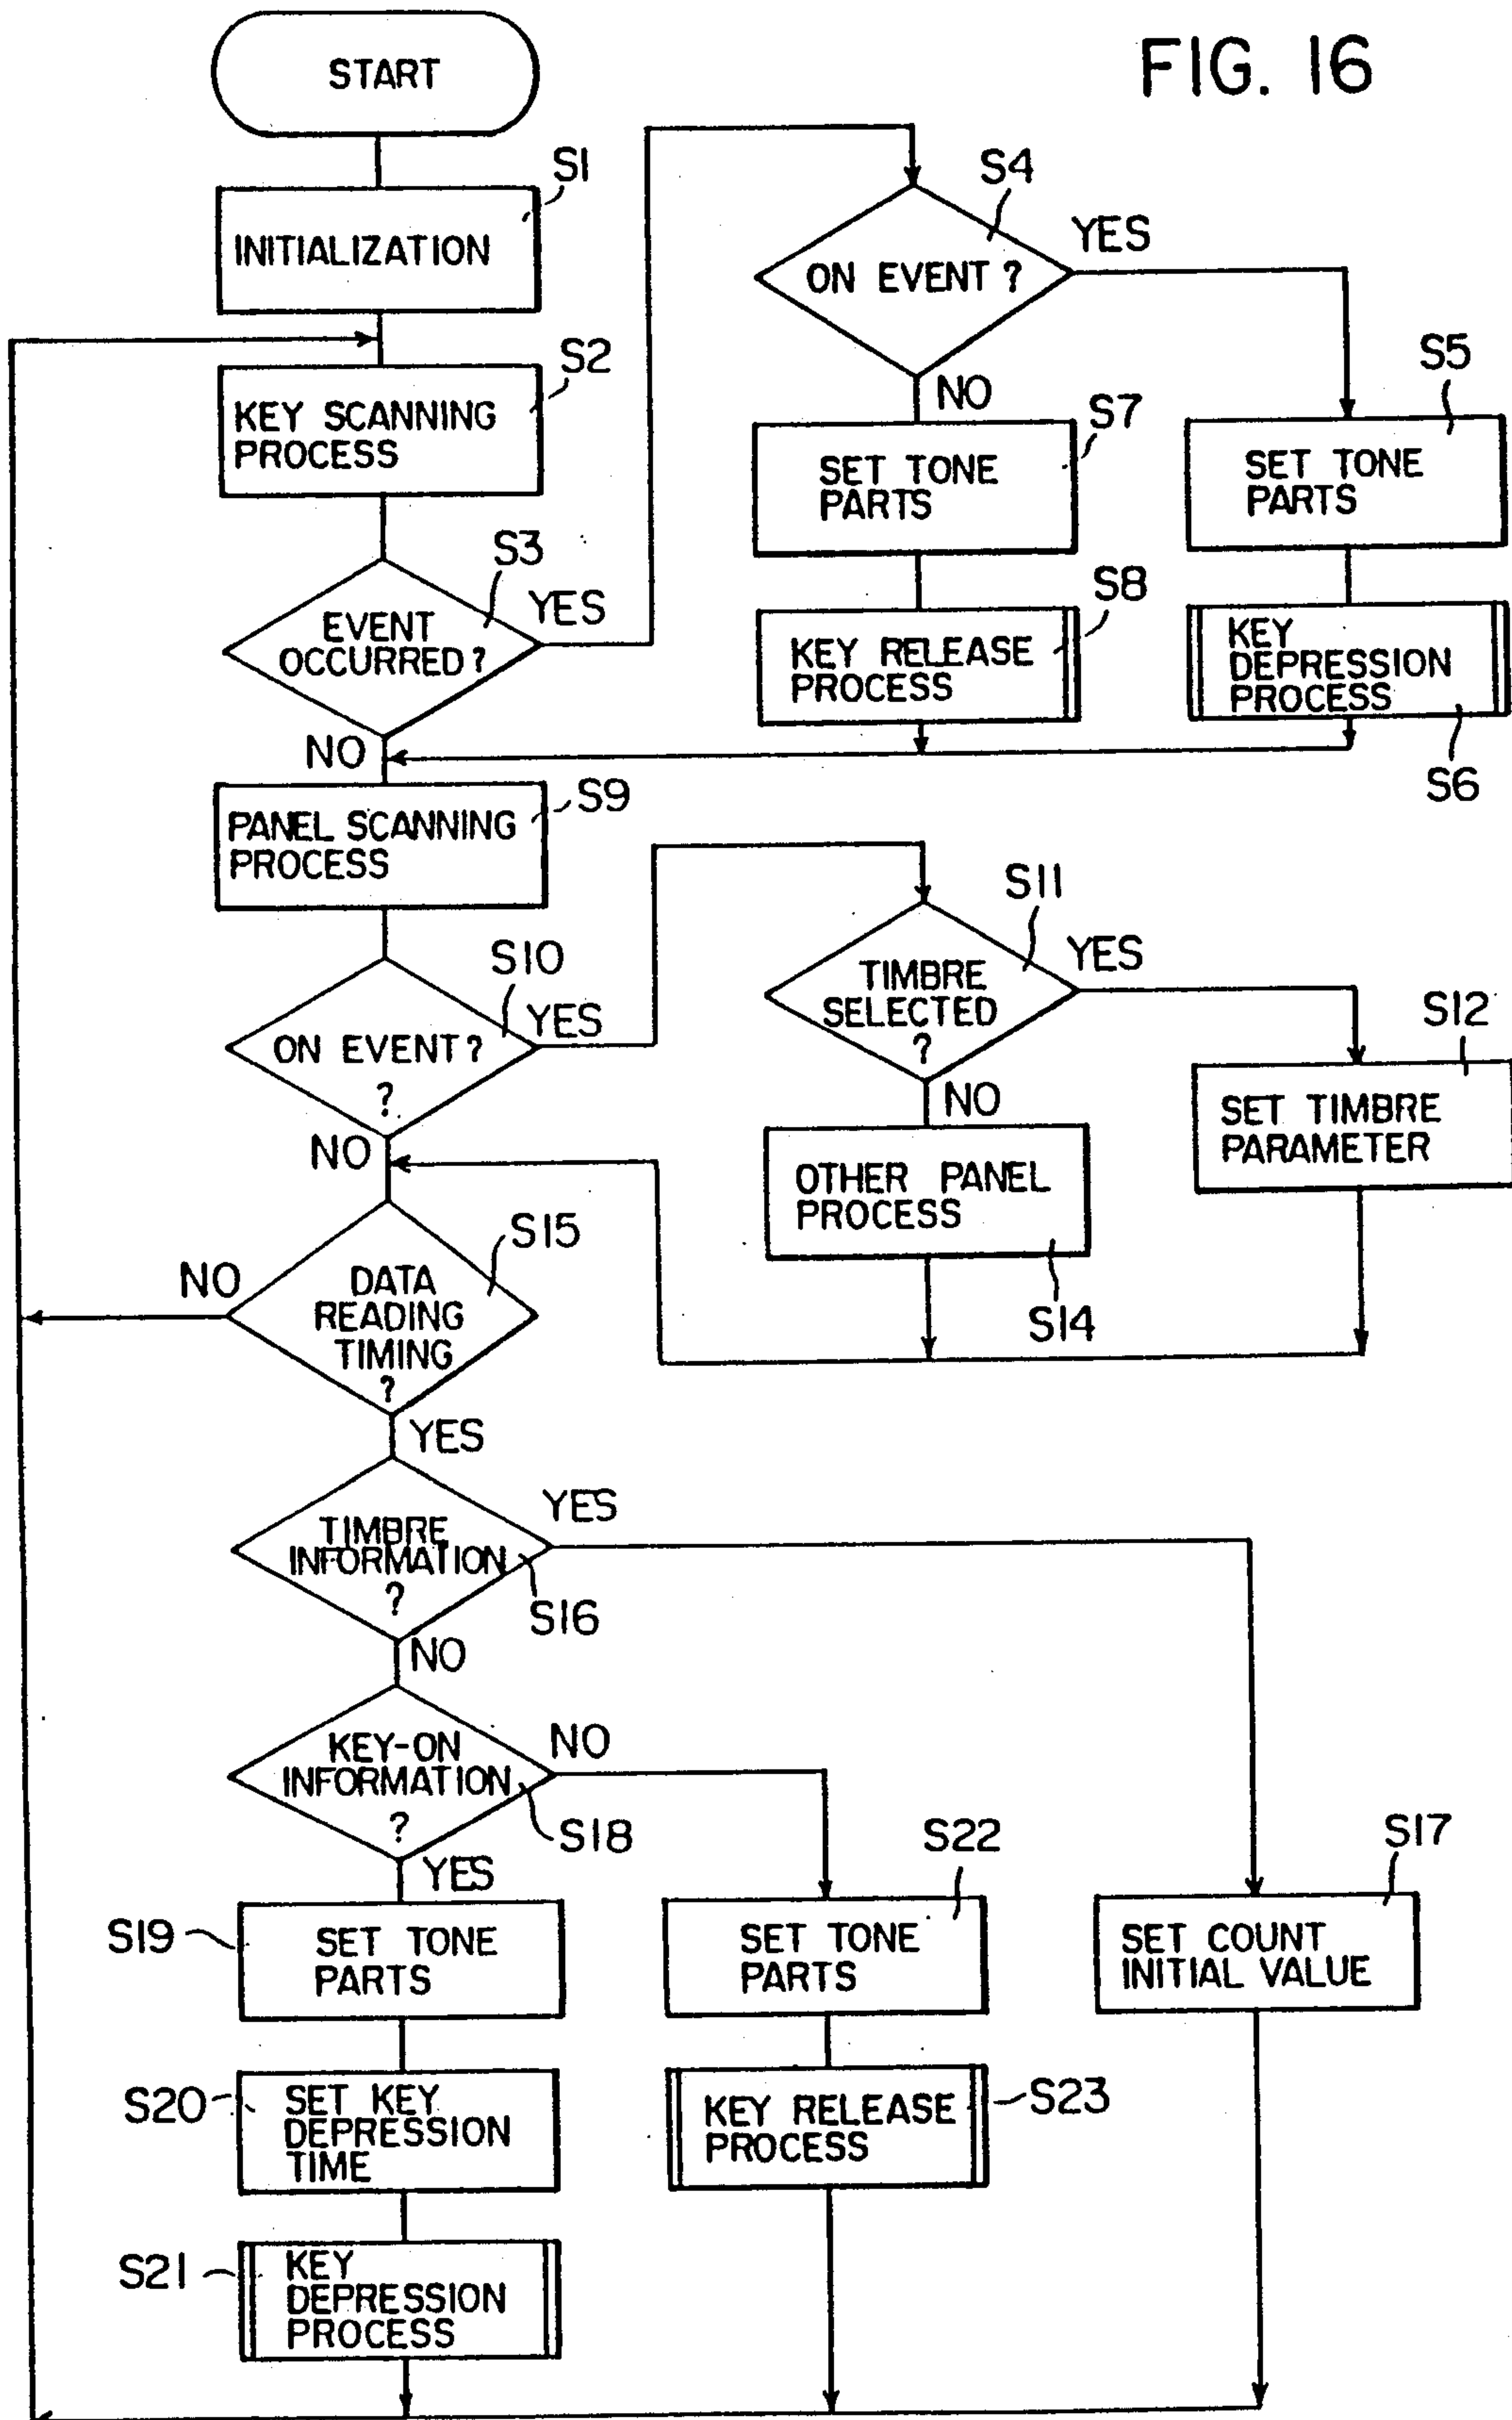 FIG. 16
START
S1
INITIALIZATION
S2
KEY SCANNING
PROCESS
S3
EVENT
OCCURRED?
YES
NO
S4
ON EVENT?
YES
NO
S5
SET TONE
PARTS
S7
SET TONE
PARTS
S8
KEY RELEASE
PROCESS
KEY
DEPRESSION
PROCESS
S6
S9
PANEL SCANNING
PROCESS
S10
ON EVENT?
?
YES
NO
S11
TIMBRE
SELECTED
?
YES
NO
S12
SET TIMBRE
PARAMETER
OTHER PANEL
PROCESS
S14
S15
DATA
READING
TIMING
?
NO
YES
TIMBRE
INFORMATION
?
S16
YES
NO
KEY-ON
INFORMATION
?
S18
NO
YES
S17
SET COUNT
INITIAL VALUE
S22
SET TONE
PARTS
S19
SET TONE
PARTS
S20
SET KEY
DEPRESSION
TIME
S23
KEY RELEASE
PROCESS
S21
KEY
DEPRESSION
PROCESS